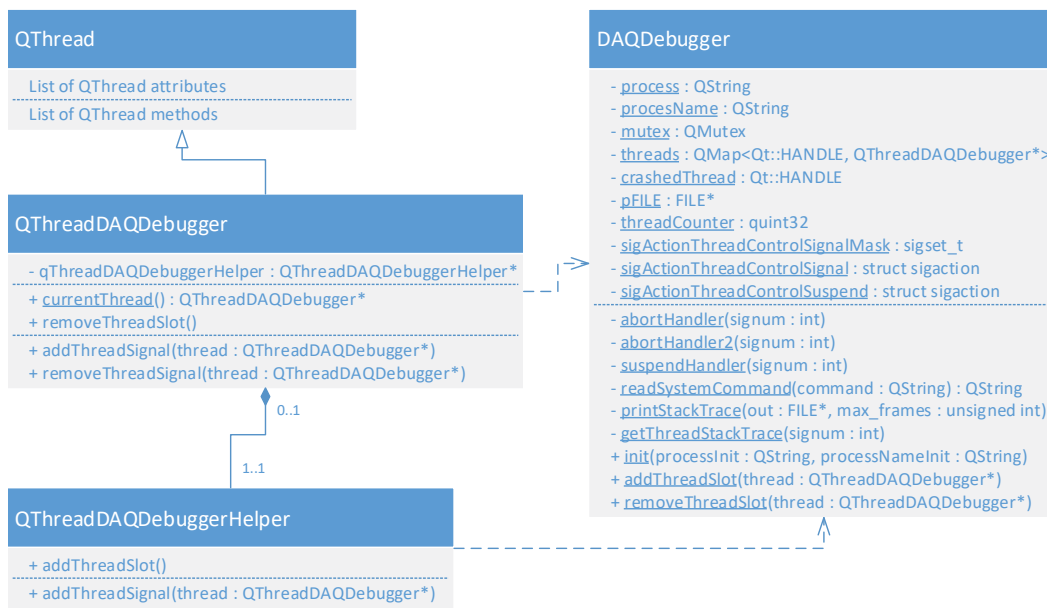 QThread
List of QThread attributes
List of QThread methods
QThreadDAQDebugger
- qThreadDAQDebuggerHelper : QThreadDAQDebuggerHelper*
+ currentThread() : QThreadDAQDebugger*
+ removeThreadSlot()
+ addThreadSignal(thread : QThreadDAQDebugger*)
+ removeThreadSignal(thread : QThreadDAQDebugger*)
0..1
1..1
QThreadDAQDebuggerHelper
+ addThreadSlot()
+ addThreadSignal(thread : QThreadDAQDebugger*)
DAQDebugger
- process : QString
- procesName : QString
- mutex : QMutex
- threads : QMap<Qt::HANDLE, QThreadDAQDebugger*>
- crashedThread : Qt::HANDLE
- pFILE : FILE*
- threadCounter : quint32
- sigActionThreadControlSignalMask : sigset_t
- sigActionThreadControlSignal : struct sigaction
- sigActionThreadControlSuspend : struct sigaction
- abortHandler(signum : int)
- abortHandler2(signum : int)
- suspendHandler(signum : int)
- readSystemCommand(command : QString) : QString
- printStackTrace(out : FILE*, max_frames : unsigned int)
- getThreadStackTrace(signum : int)
+ init(processInit : QString, processNameInit : QString)
+ addThreadSlot(thread : QThreadDAQDebugger*)
+ removeThreadSlot(thread : QThreadDAQDebugger*)